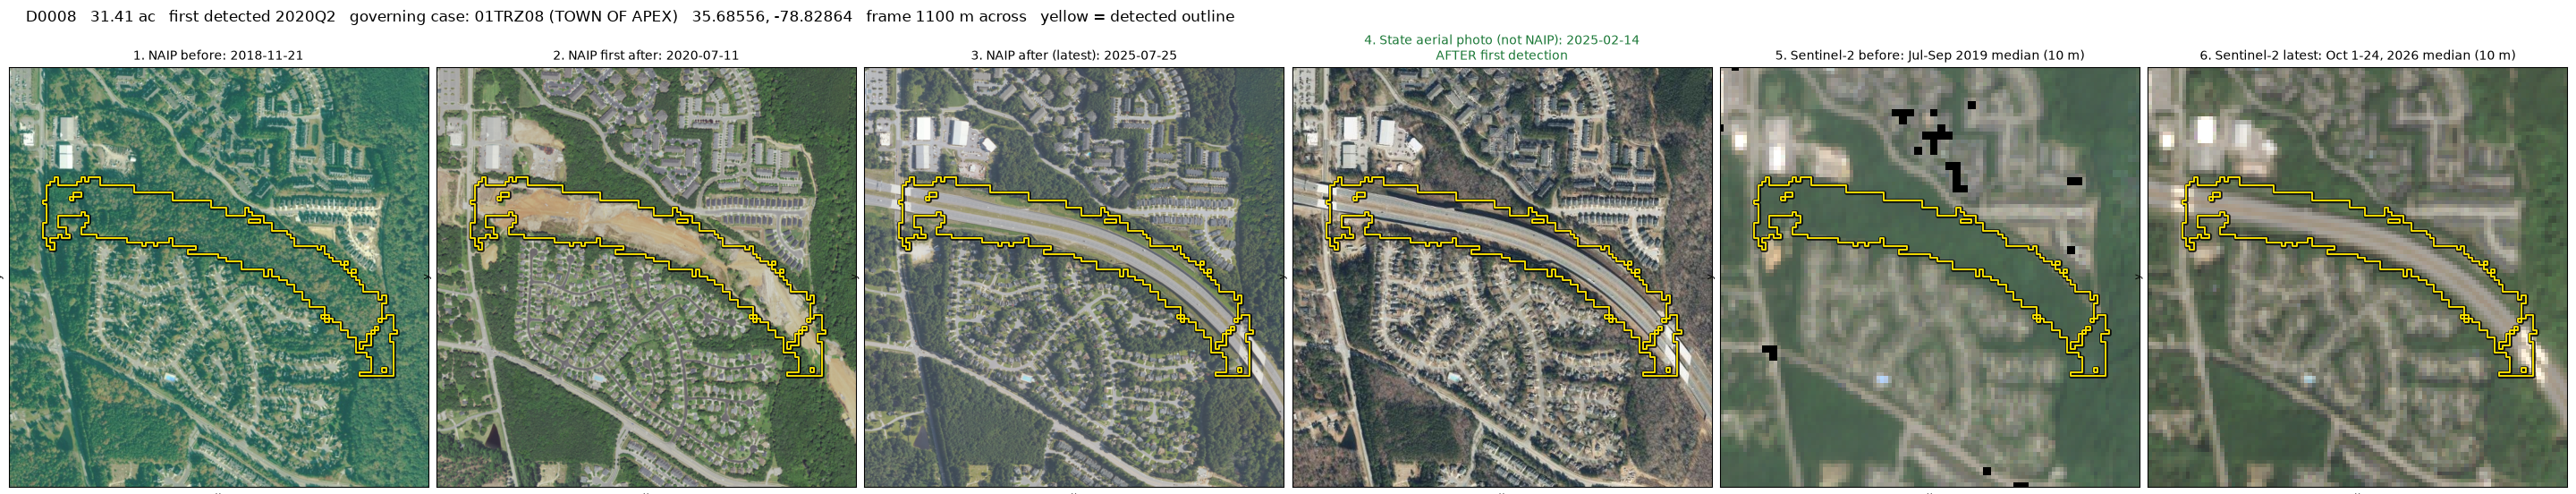 D0008 31.41 ac first detected 2020Q2 governing case: 01TRZ08 (TOWN OF APEX) 35.68556, -78.82864 frame 1100 m across yellow = detected outline
1. NAIP before: 2018-11-21
2. NAIP first after: 2020-07-11
3. NAIP after (latest): 2025-07-25
4. State aerial photo (not NAIP): 2025-02-14
AFTER first detection
5. Sentinel-2 before: Jul-Sep 2019 median (10 m)
6. Sentinel-2 latest: Oct 1-24, 2026 median (10 m)